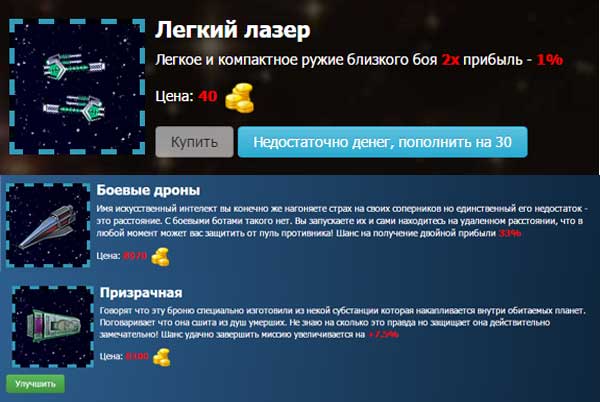 Легкий лазер
Легкое и компактное ружие близкого боя 2x прибыль - 1%
Цена: 40
Купить
Недостаточно денег, пополнить на 30
Боевые дроны
Имея искусственный интелект вы конечно же нагоняете страх на своих соперников но единственный его недостаток -
это расстояние. С боевыми ботами такого нет. Вы запускаете их и сами находитесь на удаленном расстоянии, что в
любой момент может вас защитить от пуль противника! Шанс на получение двойной прибыли 33%
Цена: 8970
Призрачная
Говорят что эту броню специально изготовили из некой субстанции которая накапливается внутри обитаемых планет.
Поговаривает что она сшита из душ умерших. Не знаю на сколько это правда но защищает она действительно
замечательно! Шанс удачно завершить миссию увеличивается на +7.5%
Цена: 8100
Улучшить